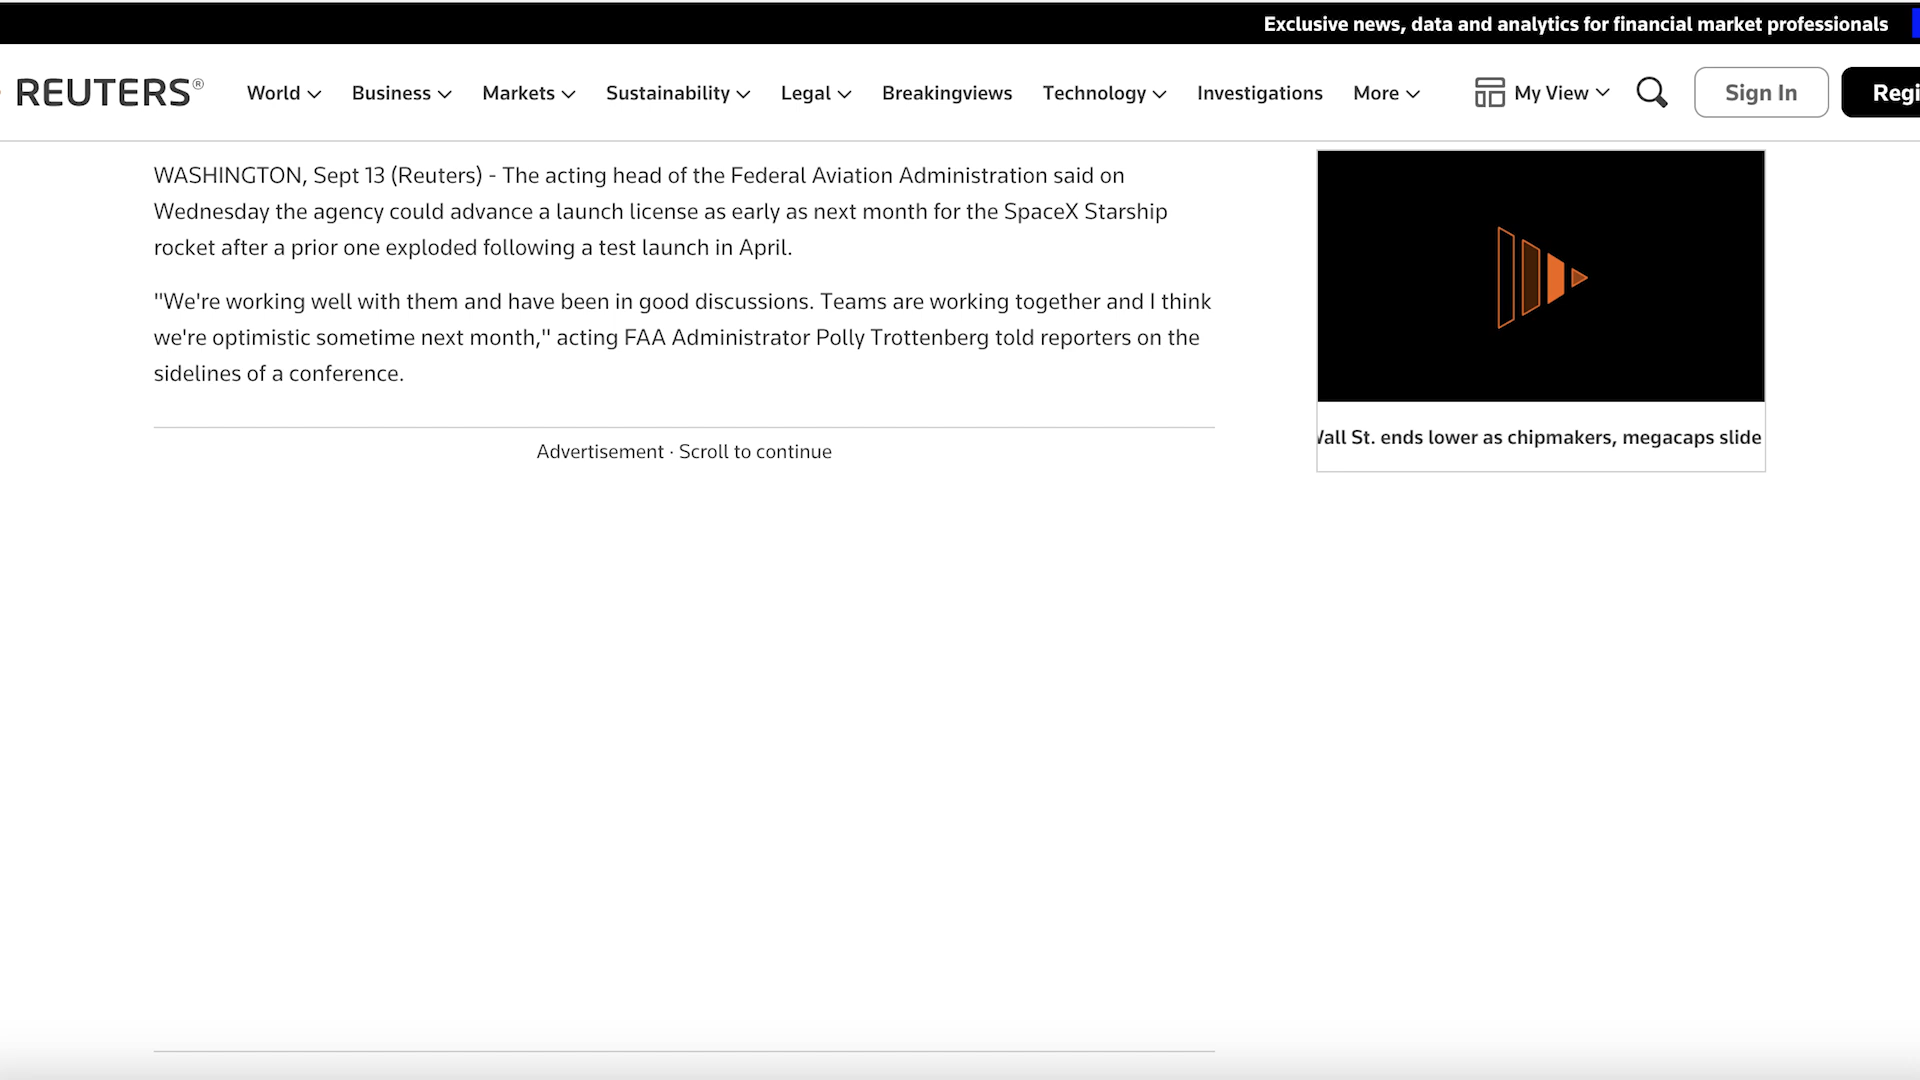 Exclusive news, data and analytics for financial market professionals
REUTERS®
World
Business
Markets
Sustainability
Legal
Breakingviews
Technology
Investigations
More
My View
Sign In
Regi
WASHINGTON, Sept 13 (Reuters) - The acting head of the Federal Aviation Administration said on
Wednesday the agency could advance a launch license as early as next month for the SpaceX Starship
rocket after a prior one exploded following a test launch in April.
"We're working well with them and have been in good discussions. Teams are working together and I think
we're optimistic sometime next month," acting FAA Administrator Polly Trottenberg told reporters on the
sidelines of a conference.
Advertisement · Scroll to continue
Wall St. ends lower as chipmakers, megacaps slide